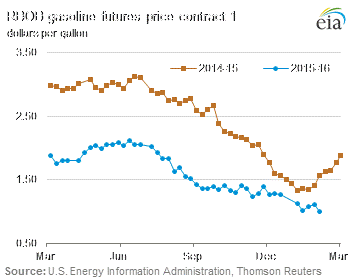 RBOB gasoline futures price contract 1
dollars per gallon
eia
3.50
2014-15
2015-16
2.50
1.50
0.50
Mar
Jun
Sep
Dec
Mar
Source: U.S. Energy Information Administration, Thomson Reuters